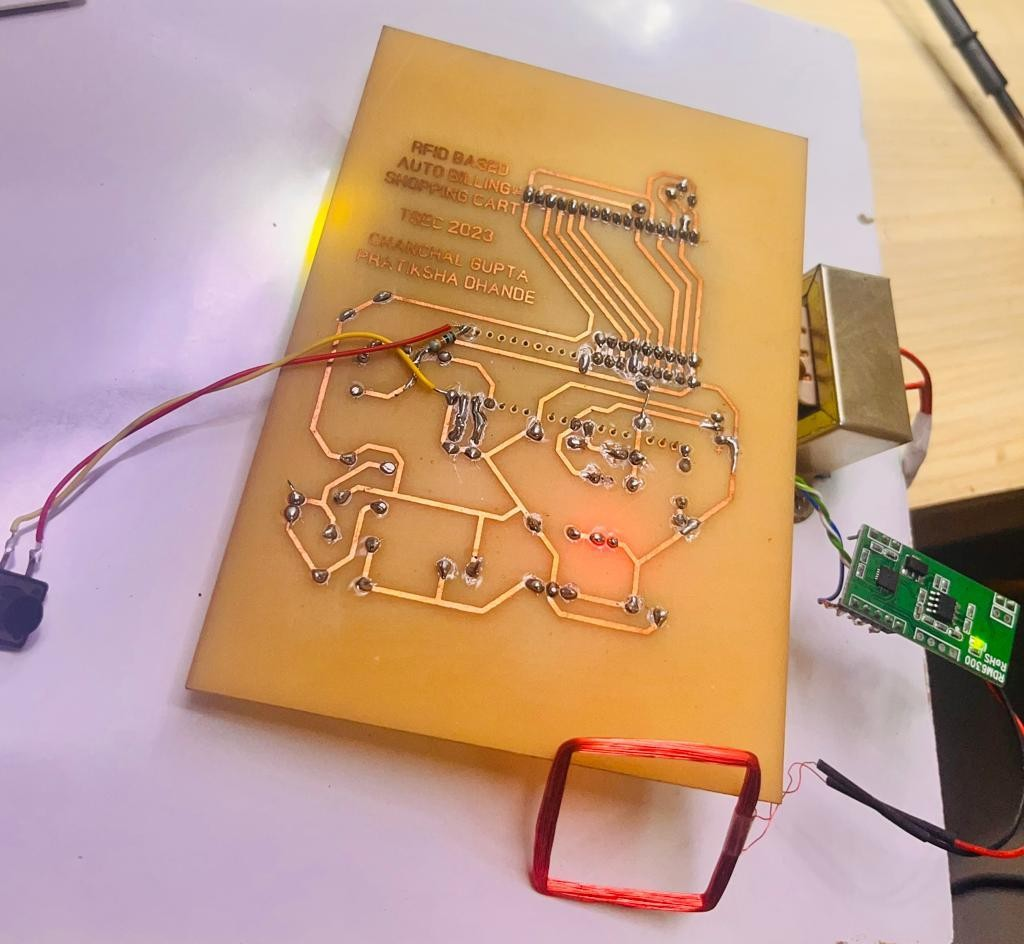 RFID BASED
AUTO BILLING
SHOPPING CART
TSEC 2023
CHANCHAL GUPTA
PRATIKSHA DHANDE
RDM6300
RoHS